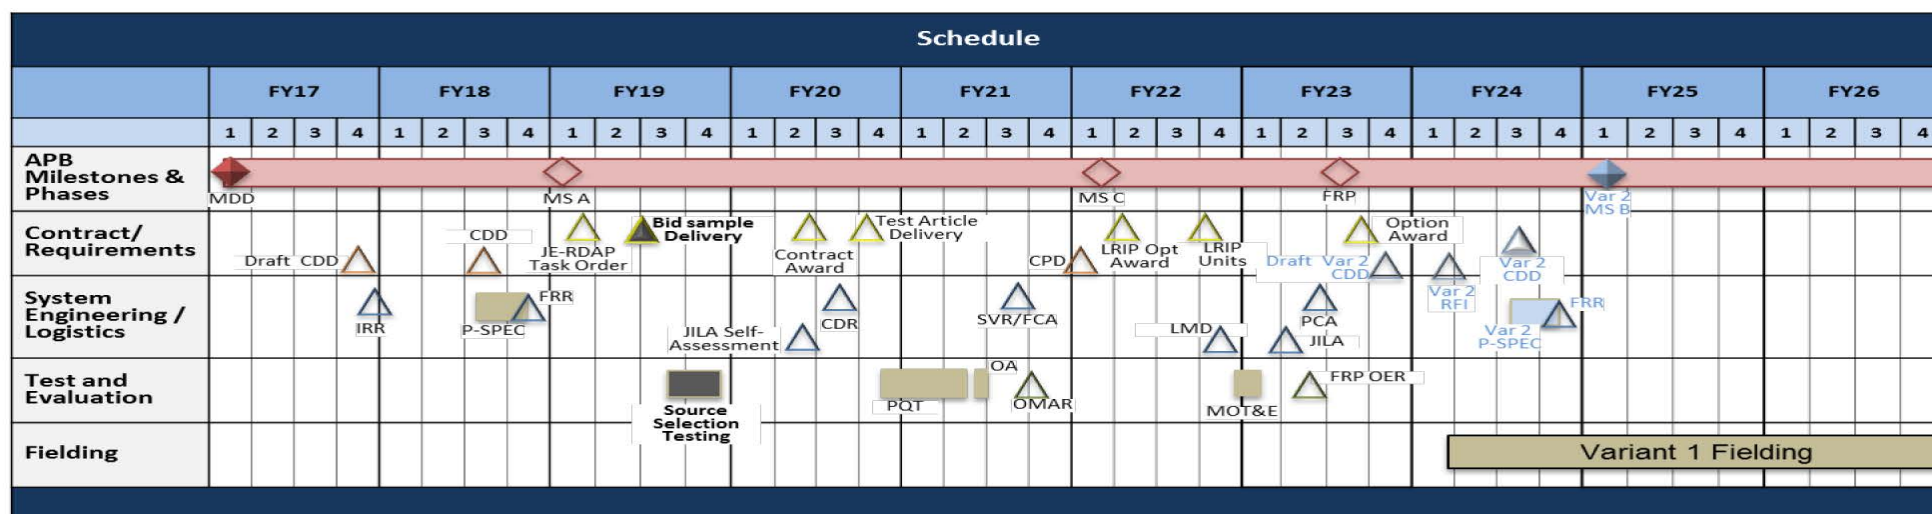 Schedule
FY17 FY18 FY19 FY20 FY21 FY22 FY23 FY24 FY25 FY26
1 2 3 4 1 2 3 4 1 2 3 4 1 2 3 4 1 2 3 4 1 2 3 4 1 2 3 4 1 2 3 4 1 2 3 4 1 2 3 4
APB
Milestones &
Phases
MDD
MS A
MS C
FRP
Var 2
MS B
Contract/
Requirements
Draft CDD
CDD
JE-RDAP
Task Order
Bid sample
Delivery
Contract
Award
Test Article
Delivery
CPD
LRIP Opt
Award
LRIP
Units
Draft Var 2
CDD
Option
Award
Var 2
RFI
Var 2
CDD
System
Engineering /
Logistics
IRR
P-SPEC
FRR
JILA Self-
Assessment
CDR
SVR/FCA
LMD
PCA
JILA
Var 2
P-SPEC
FRR
Test and
Evaluation
Source
Selection
Testing
PQT
OA
OMAR
MOT&E
FRP OER
Fielding
Variant 1 Fielding